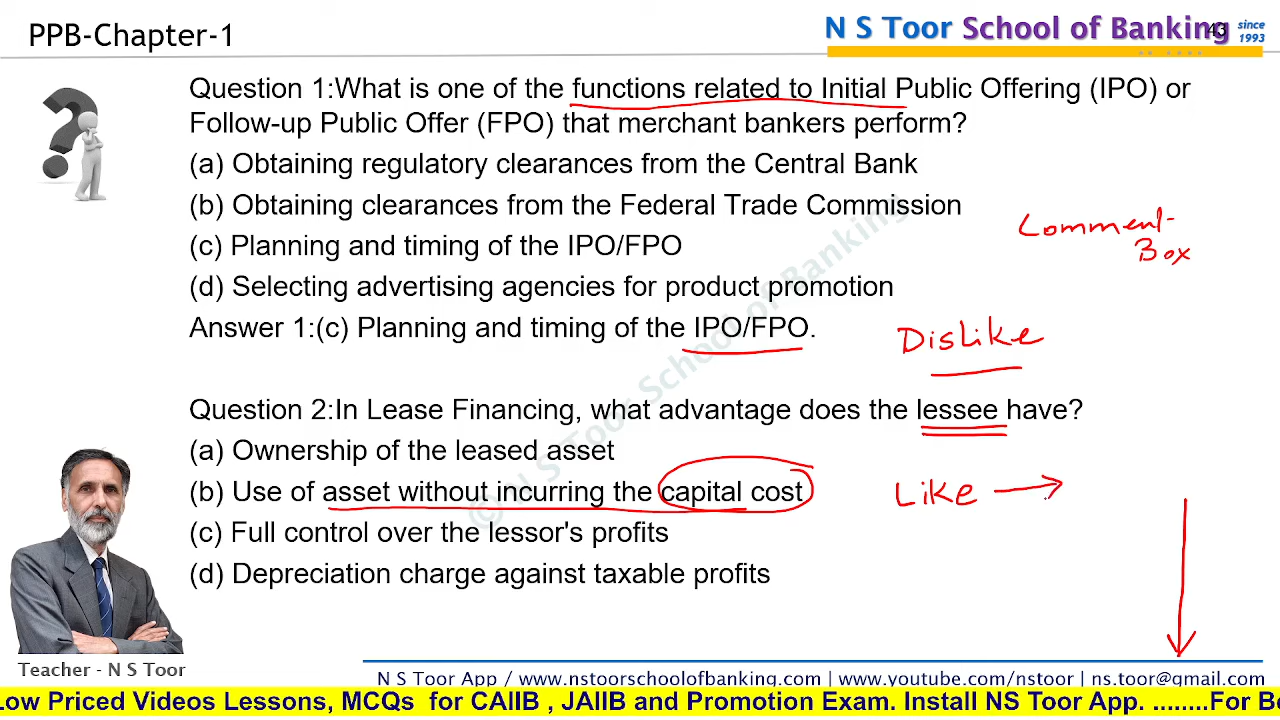 PPB-Chapter-1
N S Toor School of Banking since 1993
43
Question 1:What is one of the functions related to Initial Public Offering (IPO) or
Follow-up Public Offer (FPO) that merchant bankers perform?
(a) Obtaining regulatory clearances from the Central Bank
(b) Obtaining clearances from the Federal Trade Commission
(c) Planning and timing of the IPO/FPO
(d) Selecting advertising agencies for product promotion
Answer 1:(c) Planning and timing of the IPO/FPO.
Comment-
Box
Dislike
Question 2:In Lease Financing, what advantage does the lessee have?
(a) Ownership of the leased asset
(b) Use of asset without incurring the capital cost
(c) Full control over the lessor's profits
(d) Depreciation charge against taxable profits
Like
© N S Toor School of Banking
Teacher - N S Toor
N S Toor App / www.nstoorschoolofbanking.com | www.youtube.com/nstoor | ns.toor@gmail.com
Low Priced Videos Lessons, MCQs for CAIIB , JAIIB and Promotion Exam. Install NS Toor App. ........For Be